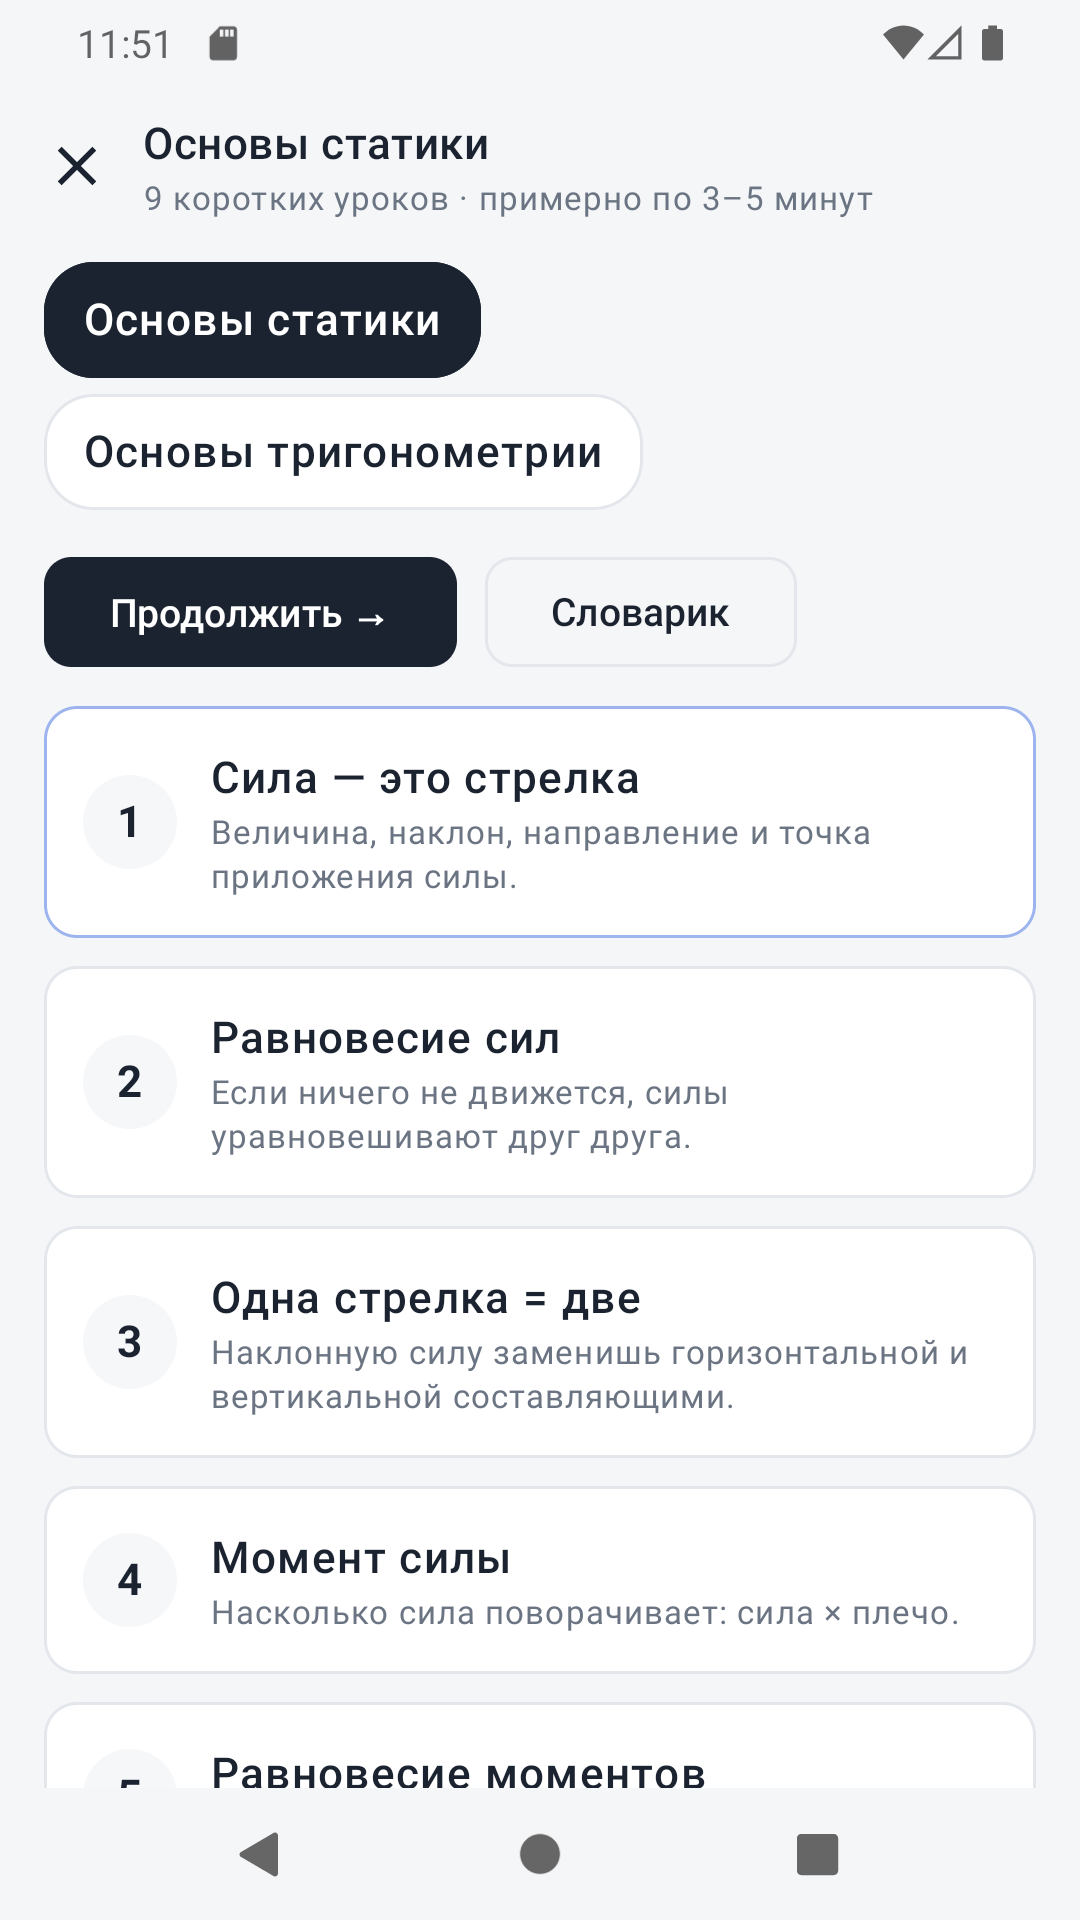 11:51
Основы статики
9 коротких уроков · примерно по 3–5 минут
Основы статики
Основы тригонометрии
Продолжить →
Словарик
1
Сила — это стрелка
Величина, наклон, направление и точка
приложения силы.
2
Равновесие сил
Если ничего не движется, силы
уравновешивают друг друга.
3
Одна стрелка = две
Наклонную силу заменишь горизонтальной и
вертикальной составляющими.
4
Момент силы
Насколько сила поворачивает: сила × плечо.
5
Равновесие моментов